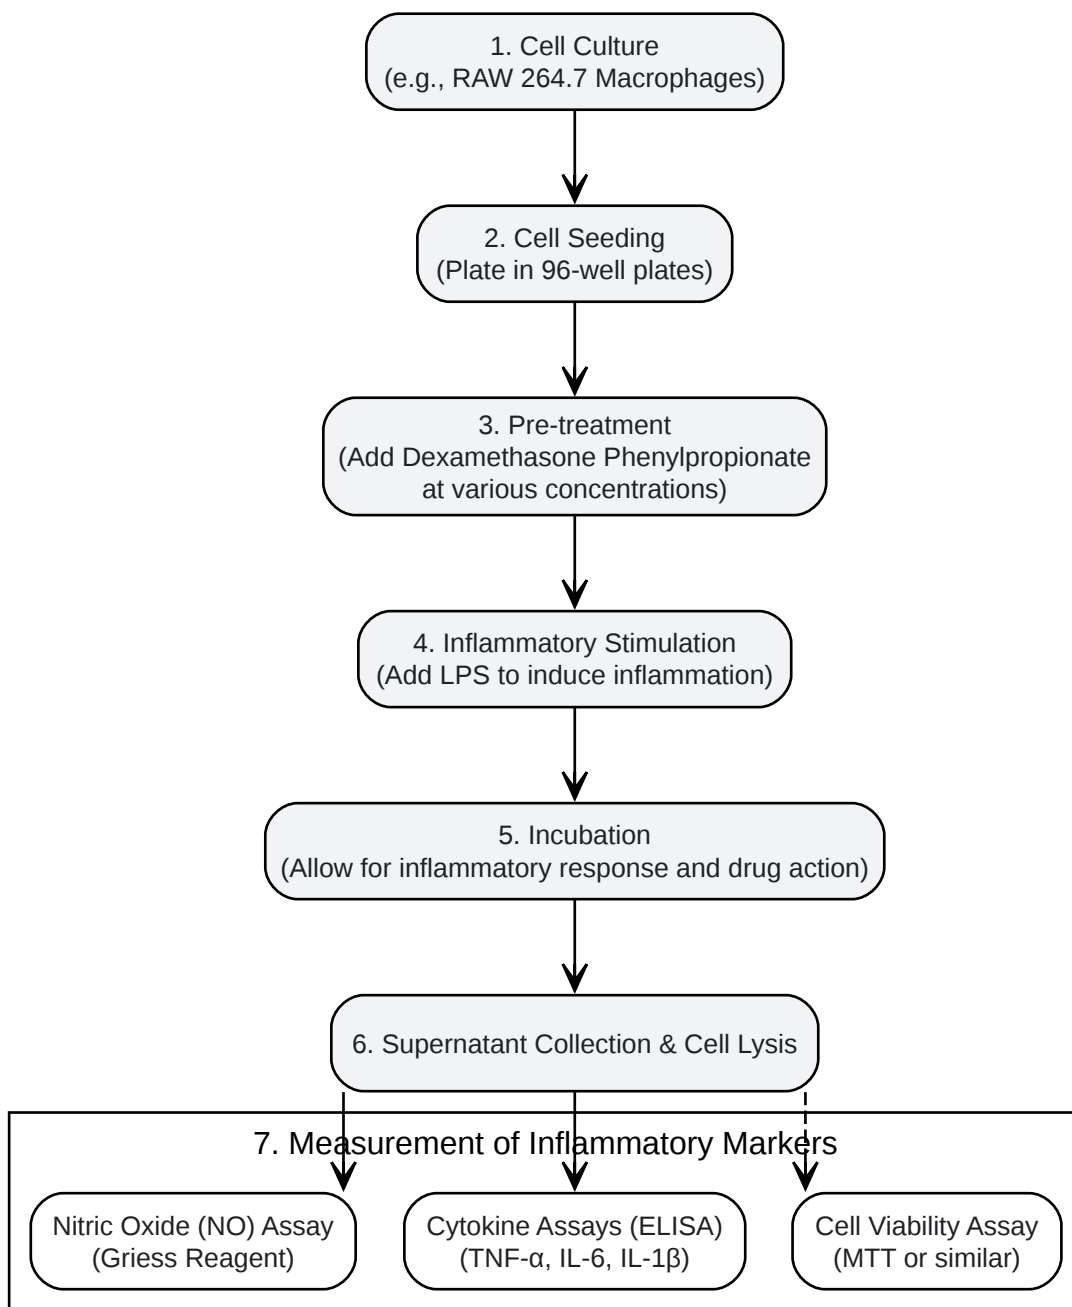 1. Cell Culture
(e.g., RAW 264.7 Macrophages)
2. Cell Seeding
(Plate in 96-well plates)
3. Pre-treatment
(Add Dexamethasone Phenylpropionate
at various concentrations)
4. Inflammatory Stimulation
(Add LPS to induce inflammation)
5. Incubation
(Allow for inflammatory response and drug action)
6. Supernatant Collection & Cell Lysis
7. Measurement of Inflammatory Markers
Nitric Oxide (NO) Assay
(Griess Reagent)
Cytokine Assays (ELISA)
(TNF-α, IL-6, IL-1β)
Cell Viability Assay
(MTT or similar)